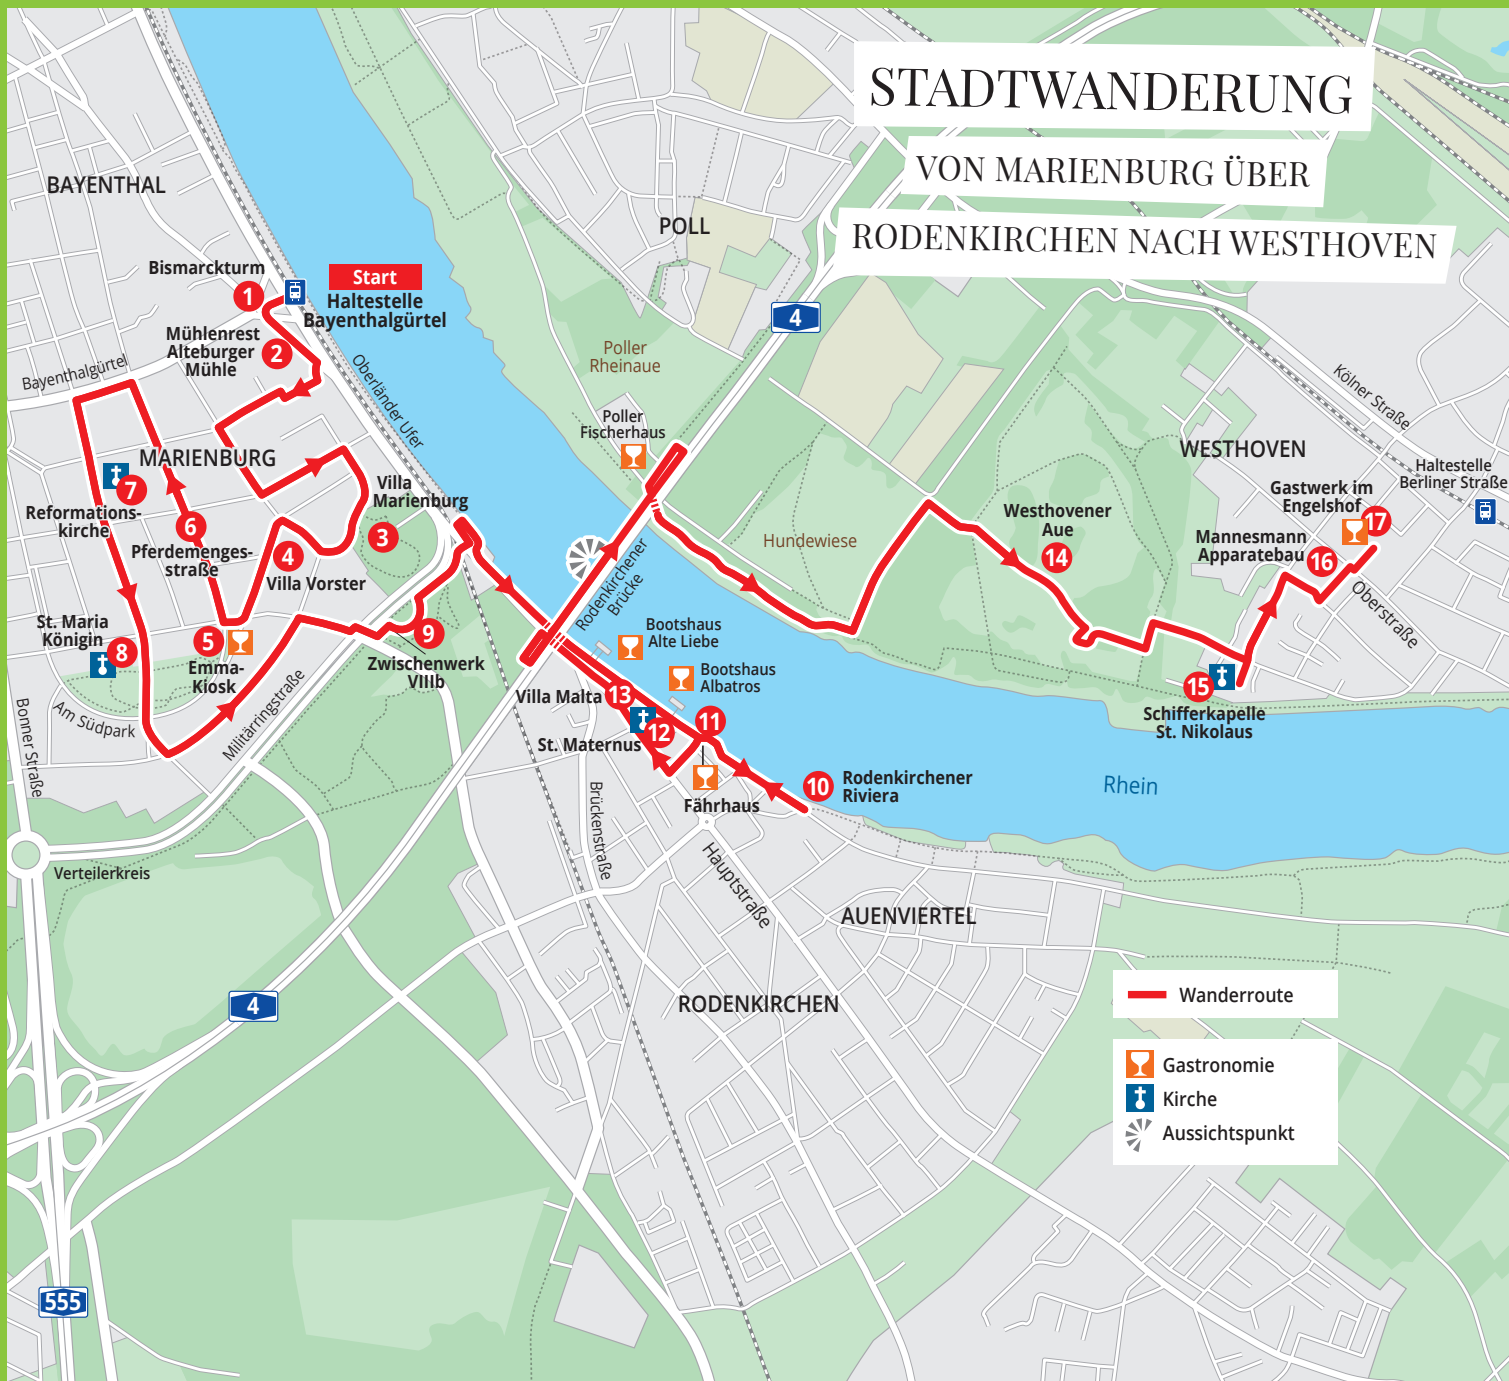 STADTWANDERUNG
VON MARIENBURG ÜBER
RODENKIRCHEN NACH WESTHOVEN
BAYENTHAL
POLL
Bismarckturm
1
Start
Haltestelle
Bayenthalgürtel
4
Mühlenrest
Alteburger
Mühle
2
Bayenthalgürtel
Oberländer Ufer
Poller
Rheinaue
Kölner Straße
Poller
Fischerhaus
MARIENBURG
WESTHOVEN
7
Reformations-
kirche
Villa
Marienburg
3
Haltestelle
Berliner Straße
Gastwerk im
Engelshof
17
6
Pferdemenges-
straße
4
Villa Vorster
Rodenkirchener
Brücke
Hundewiese
Westhovener
Aue
14
Mannesmann
Apparatebau
16
Oberstraße
St. Maria
Königin
8
5
Emma-
Kiosk
9
Zwischenwerk
VIIIb
Bootshaus
Alte Liebe
Bootshaus
Albatros
15
Schifferkapelle
St. Nikolaus
Am Südpark
Militärringstraße
Bonner Straße
Villa Malta
13
St. Maternus
12
11
Fährhaus
10
Rodenkirchener
Riviera
Rhein
Brückenstraße
Hauptstraße
Verteilerkreis
AUENVIERTEL
4
RODENKIRCHEN
Wanderroute
Gastronomie
Kirche
Aussichtspunkt
555